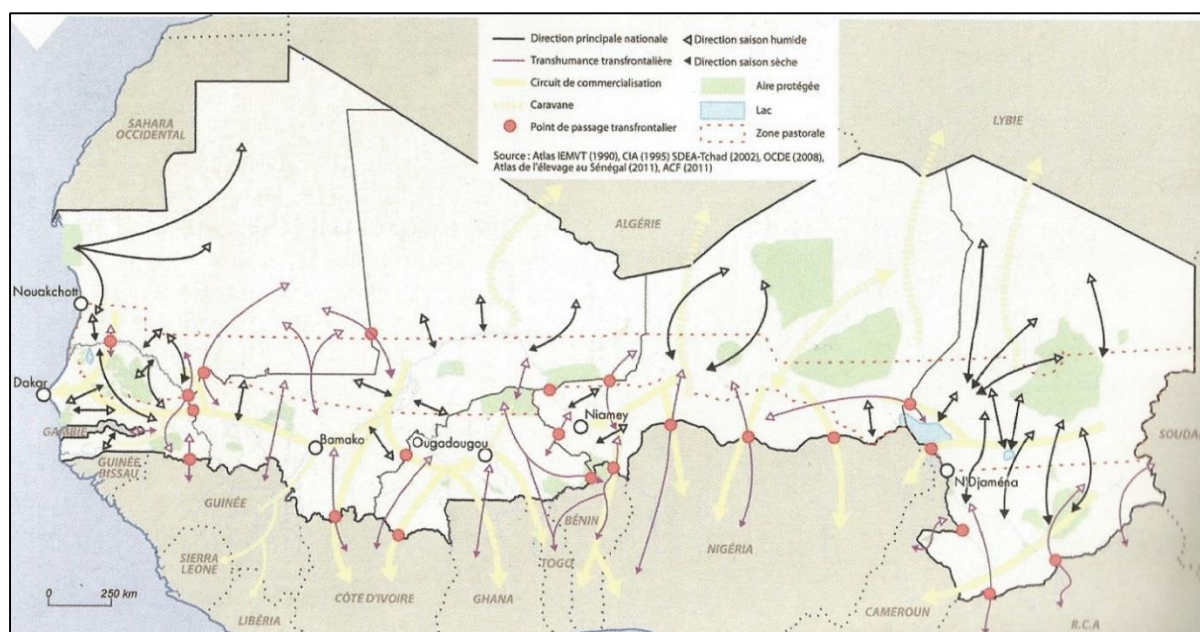 Direction principale nationale
Direction saison humide
Transhumance transfrontalière
Direction saison sèche
Circuit de commercialisation
Aire protégée
Caravane
Lac
Point de passage transfrontalier
Zone pastorale
Source : Atlas IEMVT (1990), CIA (1995) SDEA-Tchad (2002), OCDE (2008),
Atlas de l'élevage au Sénégal (2011), ACF (2011)
SAHARA
OCCIDENTAL
LYBIE
ALGÉRIE
Nouakchott
Dakar
GAMBIE
GUINÉE
BISSAU
Bamako
Ougadougou
Niamey
N'Djaména
SOUDAN
GUINÉE
SIERRA
LEONE
LIBÉRIA
CÔTE D'IVOIRE
GHANA
TOGO
BÉNIN
NIGÉRIA
CAMEROUN
R.C.A
0 250 km